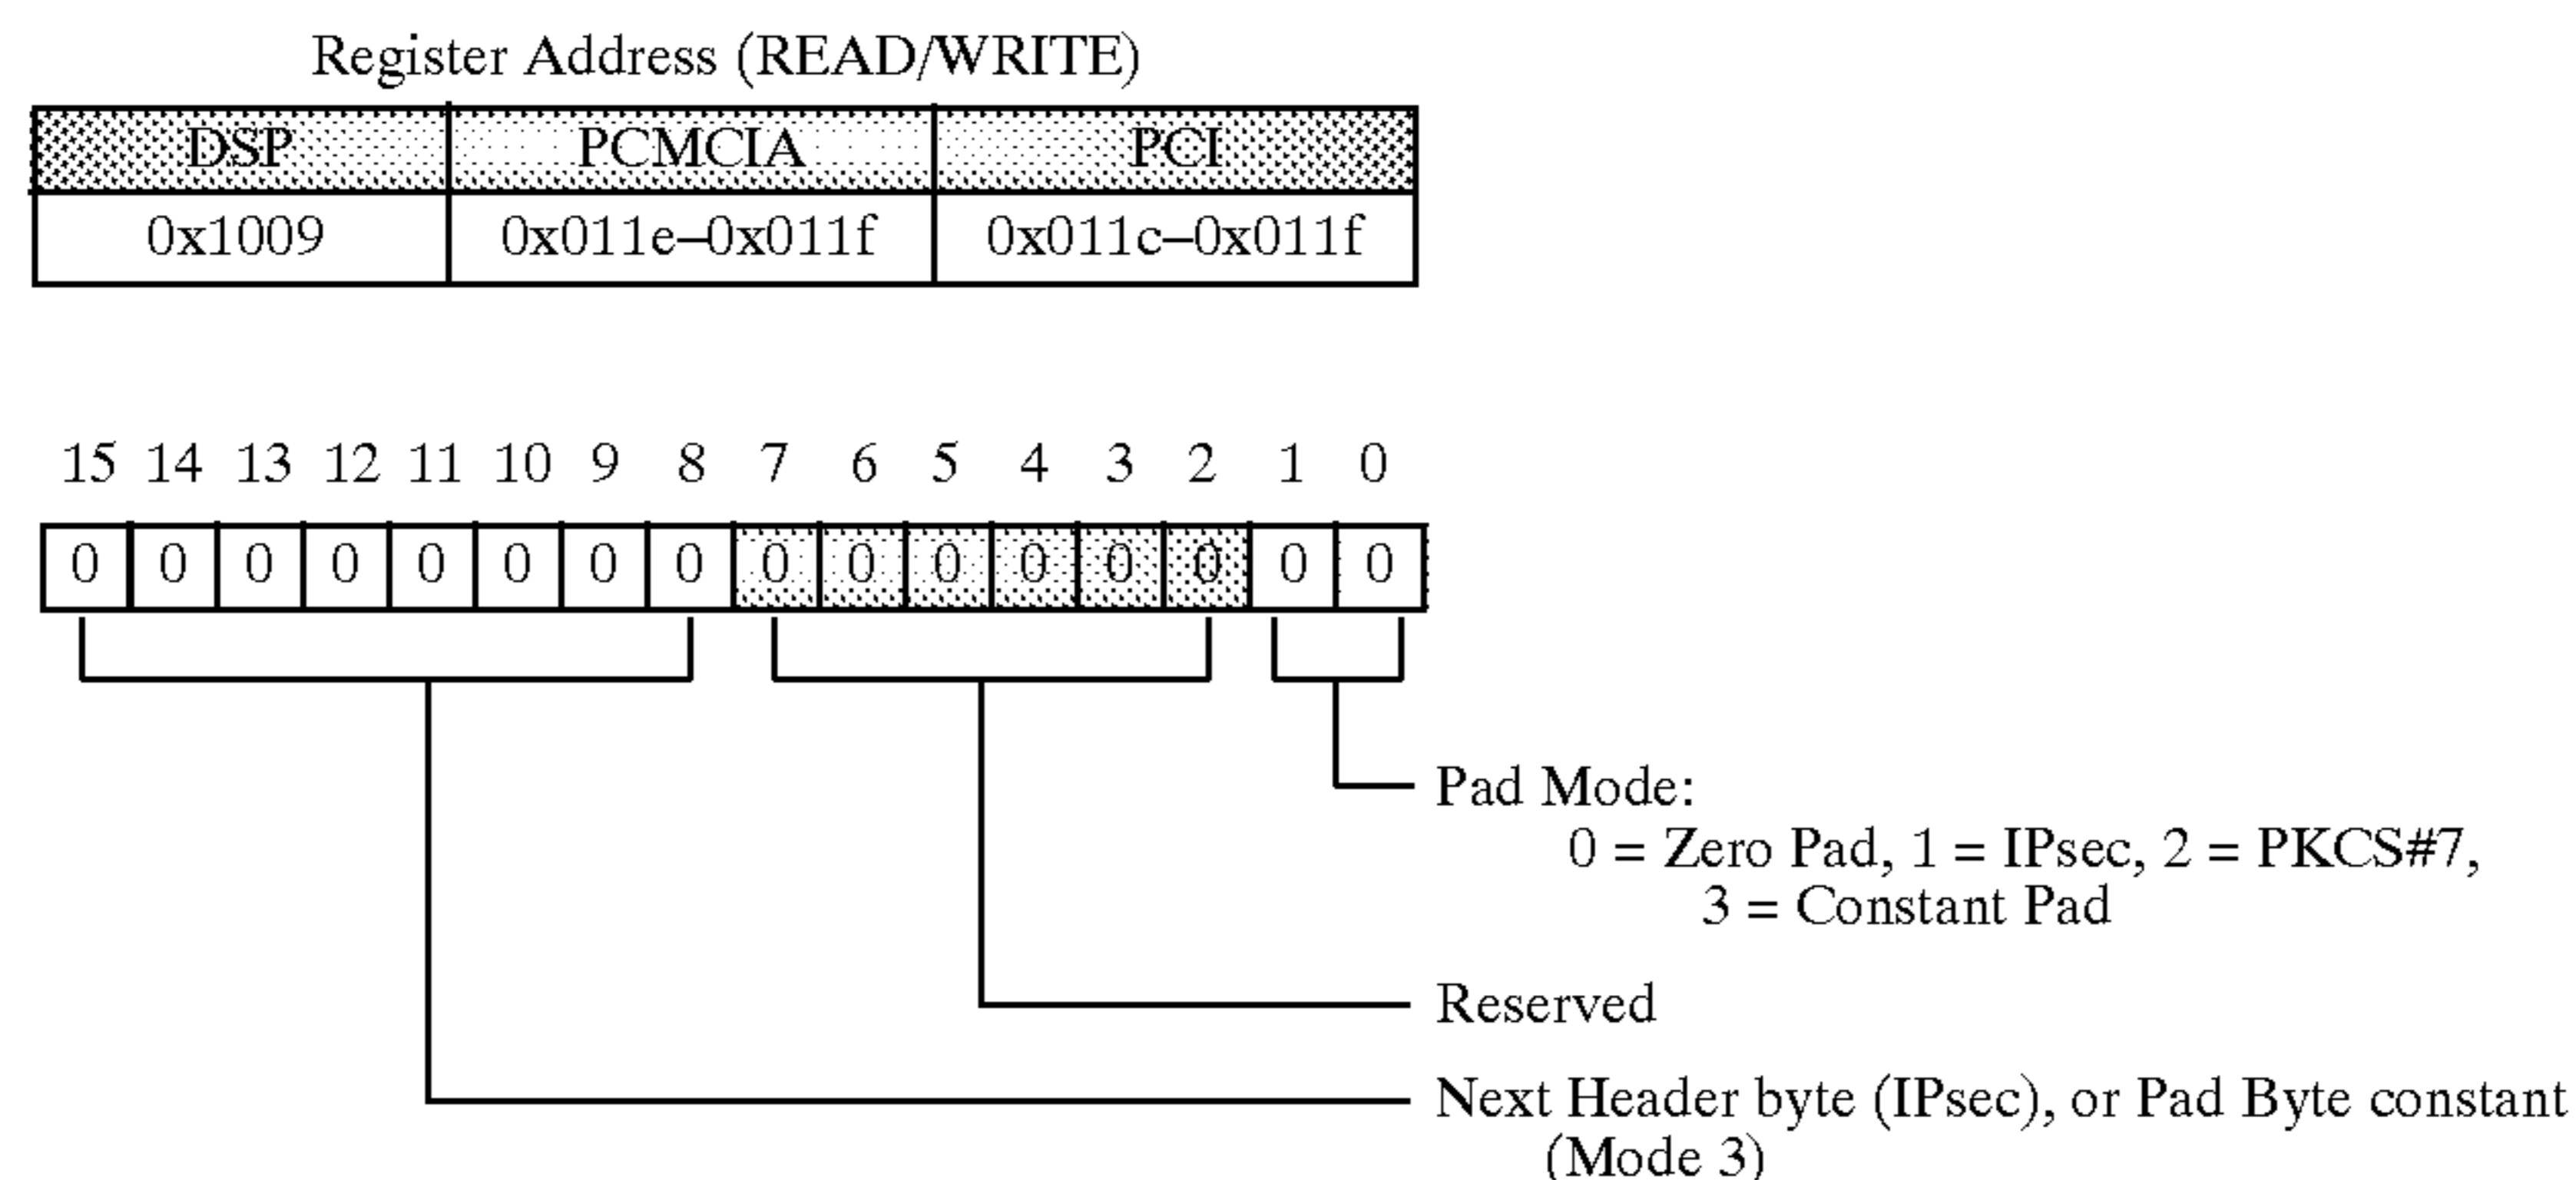 Register Address (READ/WRITE)
DSP PCMCIA PCI
0x1009 0x011e–0x011f 0x011c–0x011f
15 14 13 12 11 10 9 8 7 6 5 4 3 2 1 0
0 0 0 0 0 0 0 0 0 0 0 0 0 0 0 0
Pad Mode:
0 = Zero Pad, 1 = IPsec, 2 = PKCS#7,
3 = Constant Pad
Reserved
Next Header byte (IPsec), or Pad Byte constant
(Mode 3)